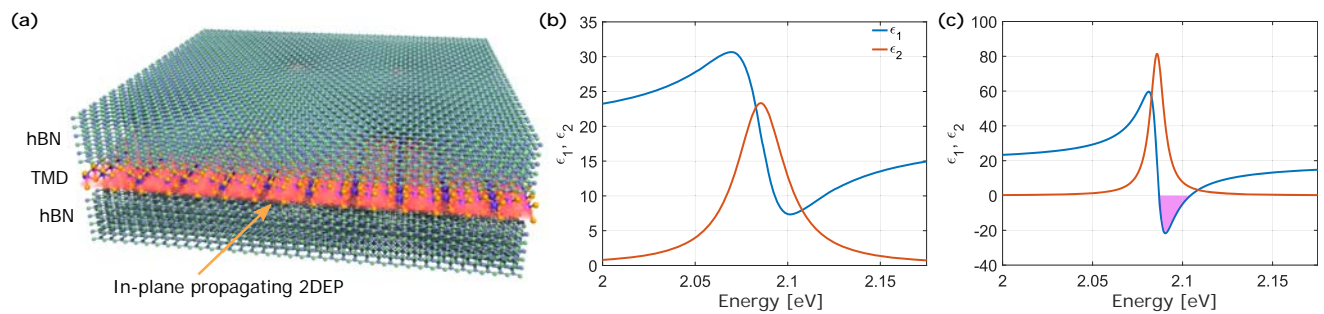 (a)
hBN
TMD
hBN
In-plane propagating 2DEP
(b)
35
30
25
20
15
10
5
0
ϵ1, ϵ2
ϵ1
ϵ2
2
2.05
2.1
2.15
Energy [eV]
(c)
100
80
60
40
20
0
-20
-40
ϵ1, ϵ2
2
2.05
2.1
2.15
Energy [eV]